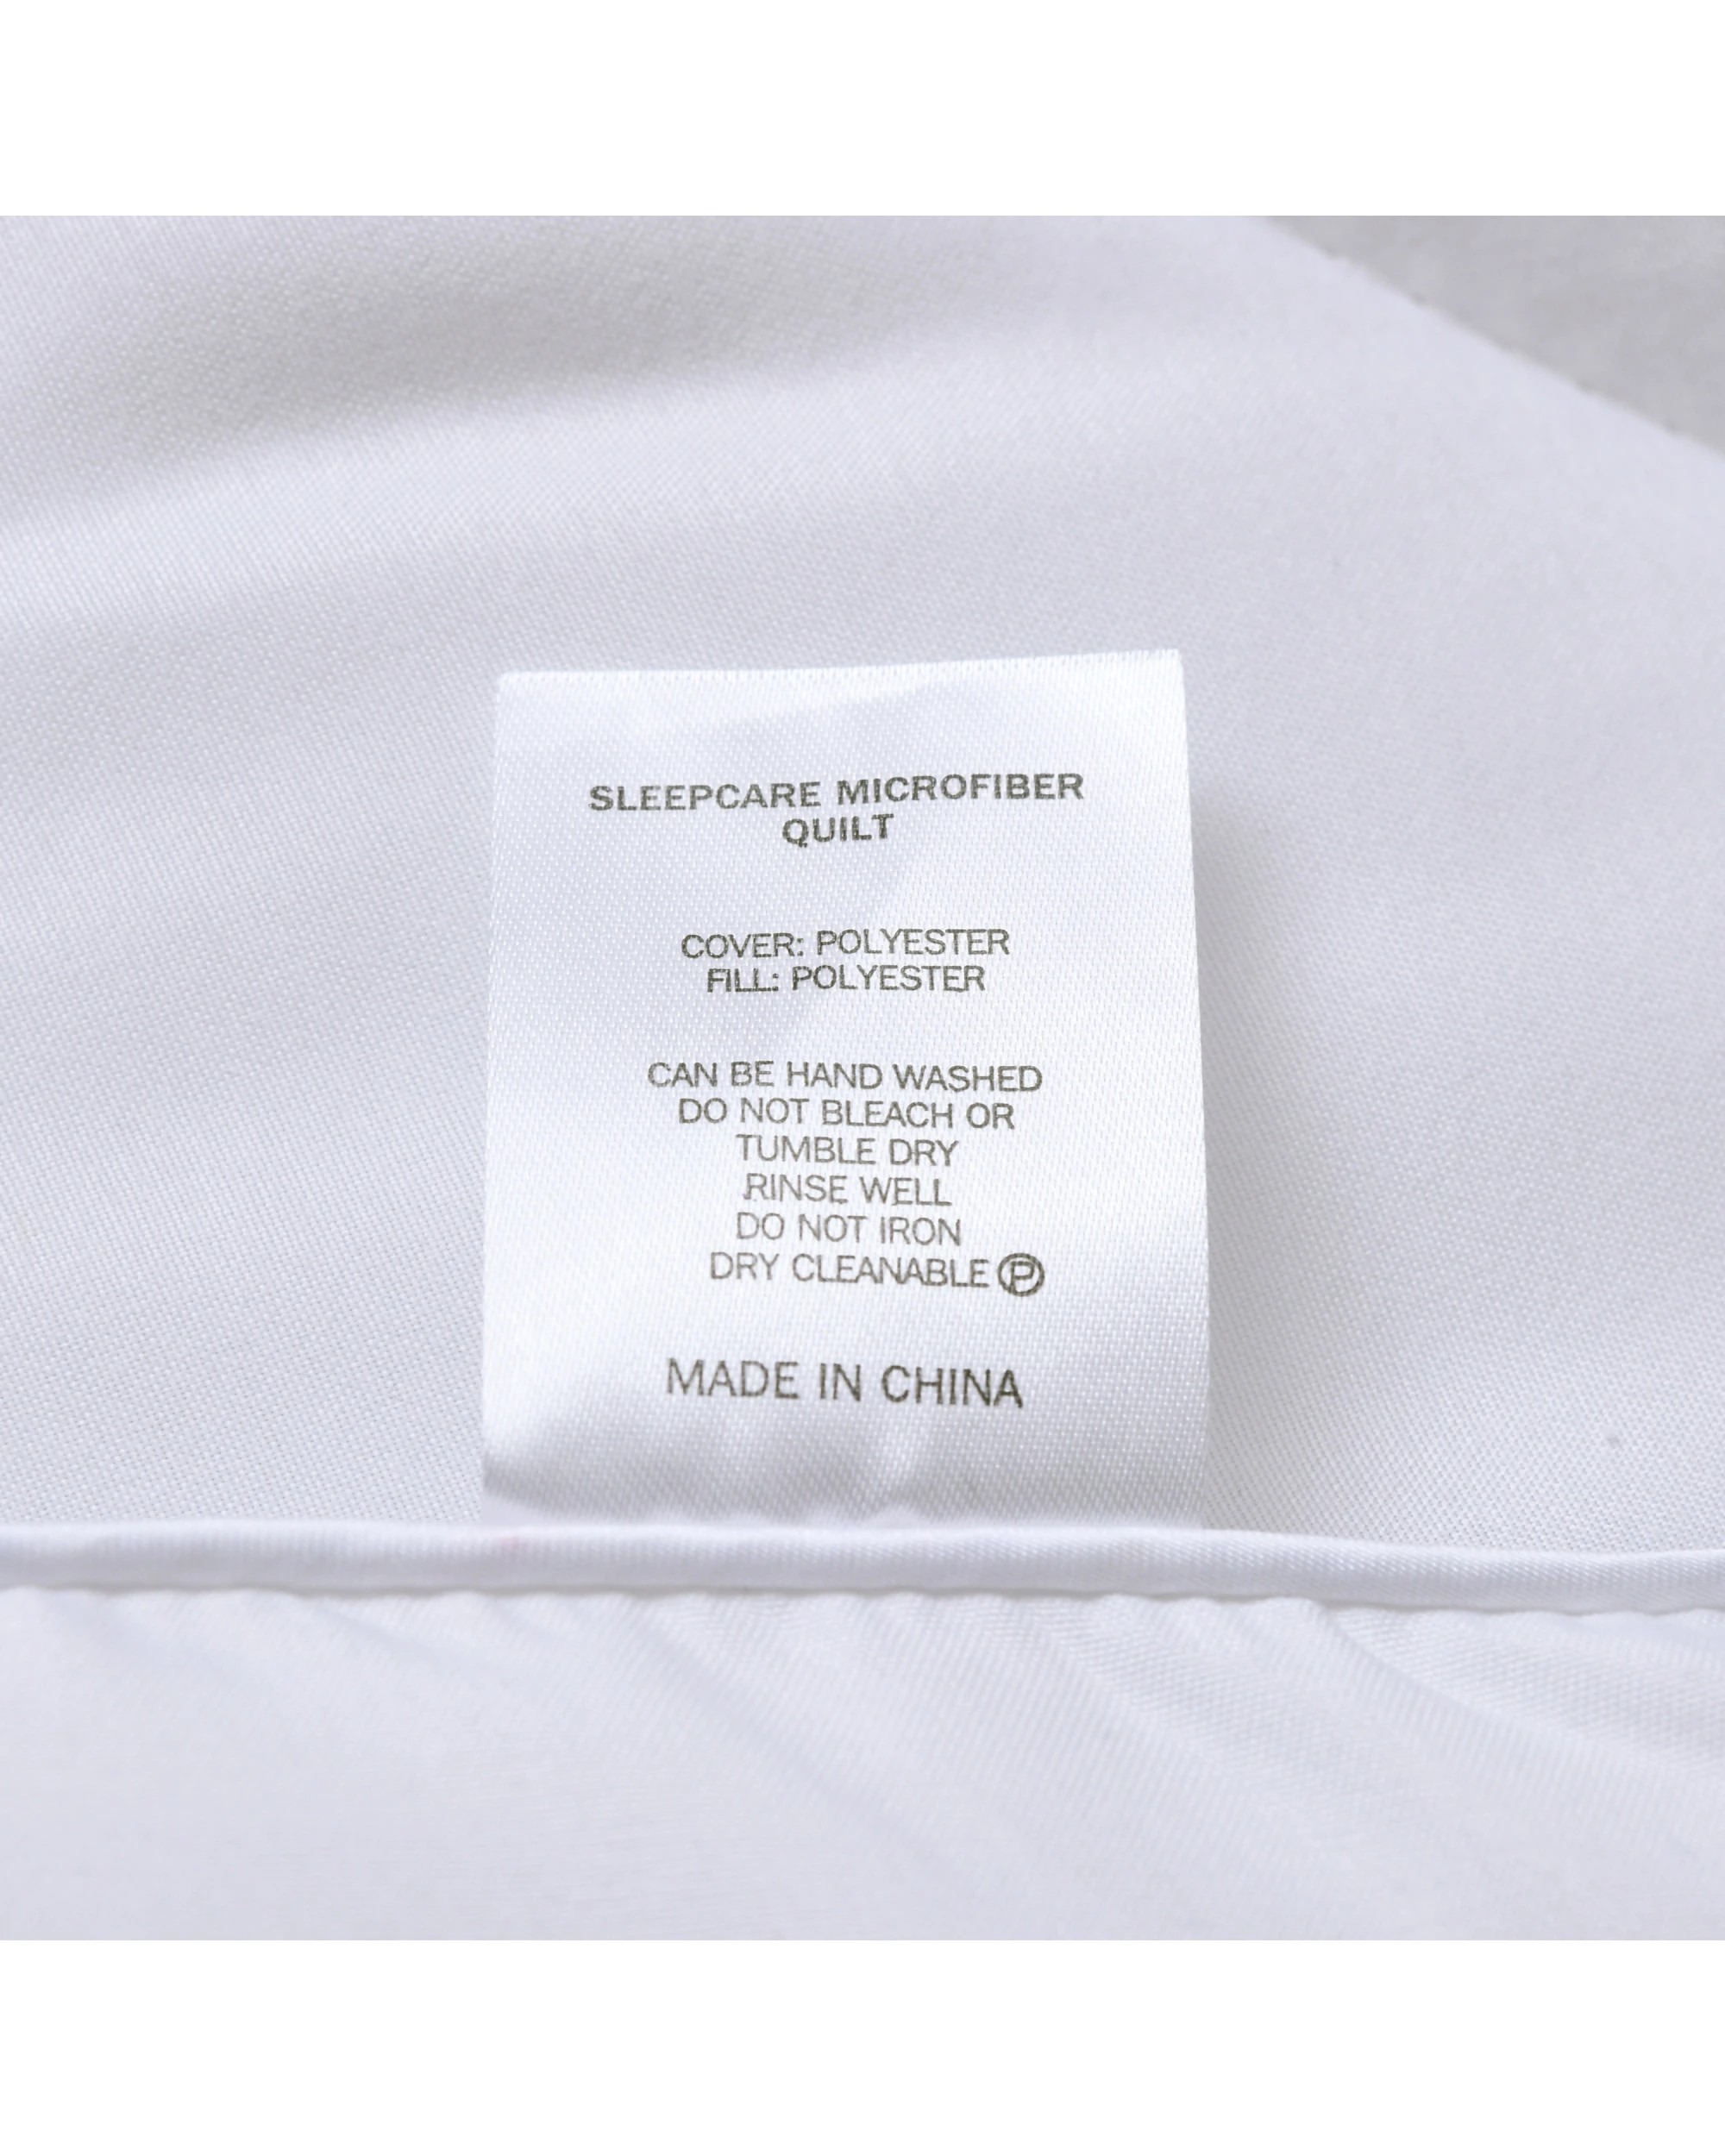 SLEEPCARE MICROFIBER
QUILT
COVER: POLYESTER
FILL: POLYESTER
CAN BE HAND WASHED
DO NOT BLEACH OR
TUMBLE DRY
RINSE WELL
DO NOT IRON
DRY CLEANABLE Ⓟ
MADE IN CHINA